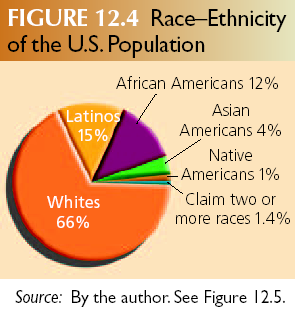 FIGURE 12.4 Race–Ethnicity
of the U.S. Population
African Americans 12%
Latinos
15%
Asian
Americans 4%
Native
Americans 1%
Whites
66%
Claim two or
more races 1.4%
Source: By the author. See Figure 12.5.